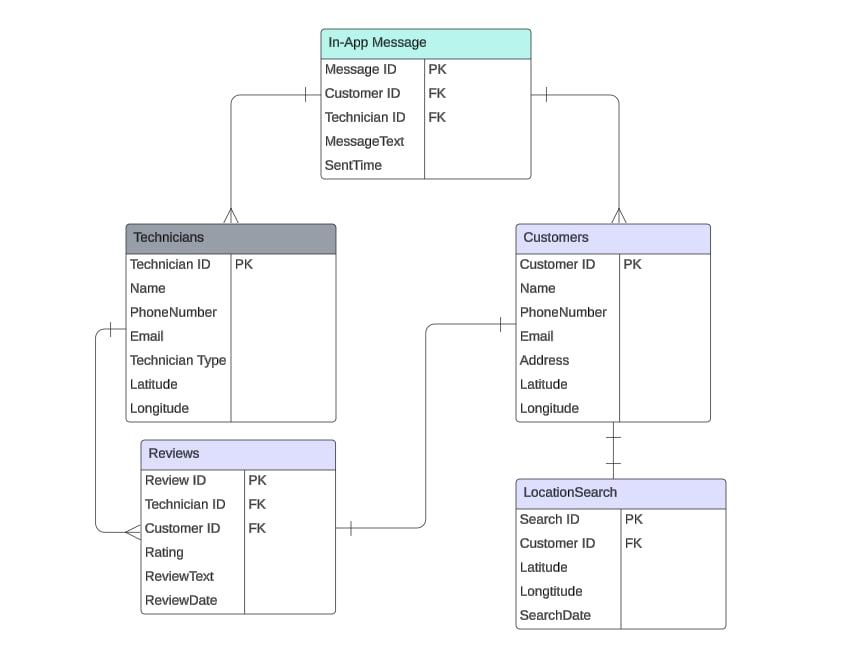 In-App Message
Message ID PK
Customer ID FK
Technician ID FK
MessageText
SentTime
Technicians
Technician ID PK
Name
PhoneNumber
Email
Technician Type
Latitude
Longitude
Customers
Customer ID PK
Name
PhoneNumber
Email
Address
Latitude
Longitude
Reviews
Review ID PK
Technician ID FK
Customer ID FK
Rating
ReviewText
ReviewDate
LocationSearch
Search ID PK
Customer ID FK
Latitude
Longtitude
SearchDate